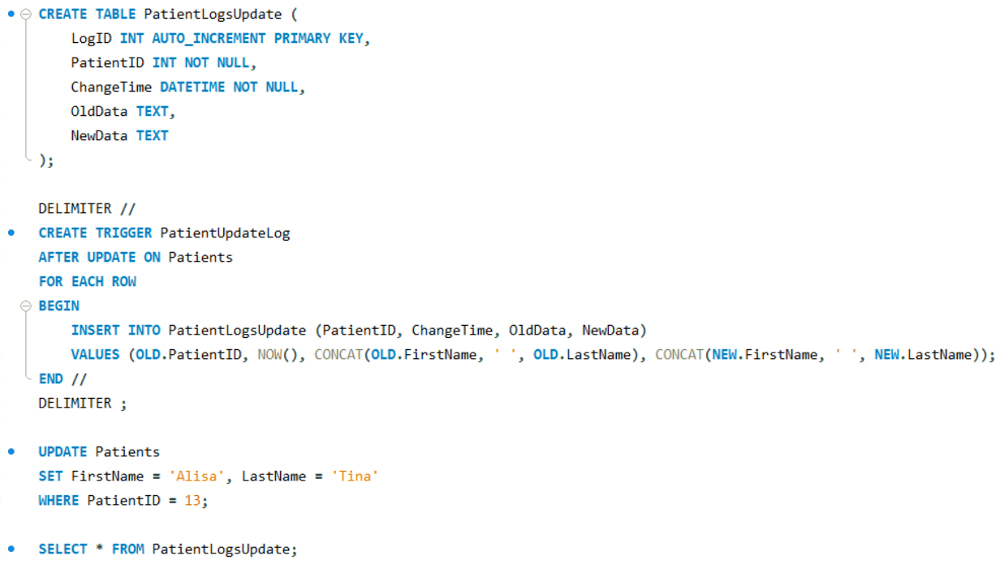 CREATE TABLE PatientLogsUpdate (
LogID INT AUTO_INCREMENT PRIMARY KEY,
PatientID INT NOT NULL,
ChangeTime DATETIME NOT NULL,
OldData TEXT,
NewData TEXT
);
DELIMITER //
CREATE TRIGGER PatientUpdateLog
AFTER UPDATE ON Patients
FOR EACH ROW
BEGIN
INSERT INTO PatientLogsUpdate (PatientID, ChangeTime, OldData, NewData)
VALUES (OLD.PatientID, NOW(), CONCAT(OLD.FirstName, ' ', OLD.LastName), CONCAT(NEW.FirstName, ' ', NEW.LastName));
END //
DELIMITER ;
UPDATE Patients
SET FirstName = 'Alisa', LastName = 'Tina'
WHERE PatientID = 13;
SELECT * FROM PatientLogsUpdate;